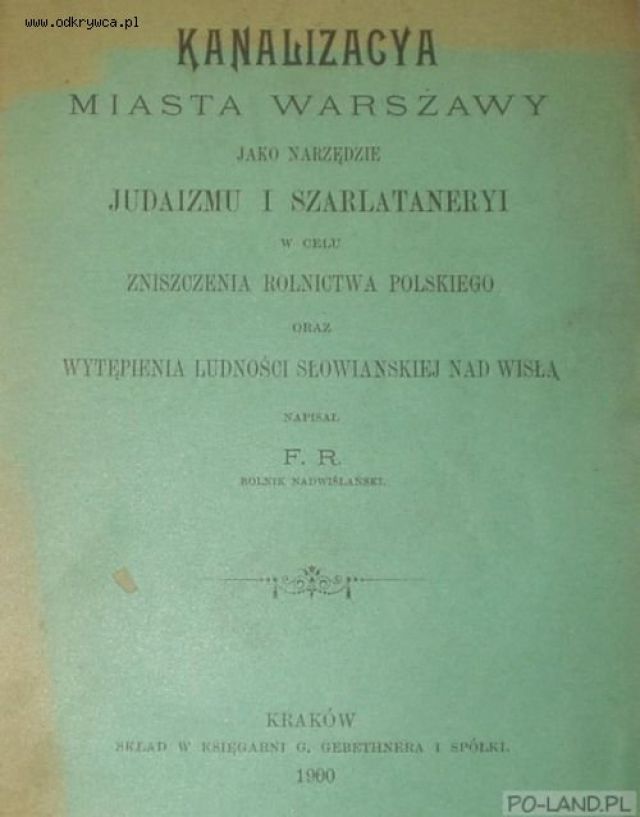 www.odkrywca.pl
KANALIZACYA
MIASTA WARSZAWY
JAKO NARZĘDZIE
JUDAIZMU I SZARLATANERYI
W CELU
ZNISZCZENIA ROLNICTWA POLSKIEGO
ORAZ
WYTĘPIENIA LUDNOŚCI SŁOWIANSKIEJ NAD WISŁĄ
NAPISAŁ
F. R.
ROLNIK NADWIŚLAŃSKI.
KRAKÓW
SKŁAD W KSIĘGARNI G. GEBETHNERA I SPÓŁKI.
1900
PO-LAND.PL